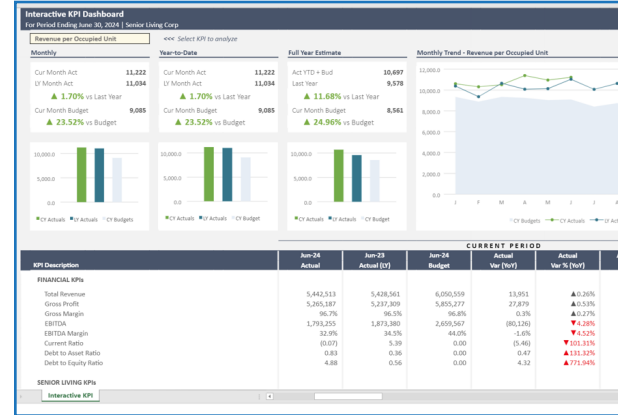 Interactive KPI Dashboard
For Period Ending June 30, 2024 | Senior Living Corp
Revenue per Occupied Unit <<< Select KPI to analyze
Monthly Year-to-Date Full Year Estimate Monthly Trend - Revenue per Occupied Unit
Cur Month Act 11,222 Cur Month Act 11,222 Act YTD + Bud 10,697
LY Month Act 11,034 LY Month Act 11,034 Last Year 9,578
▲ 1.70% vs Last Year ▲ 1.70% vs Last Year ▲ 11.68% vs Last Year
Cur Month Budget 9,085 Cur Month Budget 9,085 Cur Month Budget 8,561
▲ 23.52% vs Budget ▲ 23.52% vs Budget ▲ 24.96% vs Budget
12,000.0
10,000.0
8,000.0
6,000.0
4,000.0
2,000.0
0.0
J F M A M J J A
CY Budgets CY Actuals LY Act
10,000.0 10,000.0 10,000.0
5,000.0 5,000.0 5,000.0
0.0 0.0 0.0
CY Actuals LY Actuals CY Budgets CY Actuals LY Actuals CY Budget CY Actuals LY Actuals CY Budgets
CURRENT PERIOD
Jun-24 Jun-23 Jun-24 Actual Actual
KPI Description Actual Actual (LY) Budget Var (YoY) Var % (YoY)
FINANCIAL KPIs
Total Revenue 5,442,513 5,428,561 6,050,559 13,951 ▲0.26%
Gross Profit 5,265,187 5,237,309 5,855,277 27,879 ▲0.53%
Gross Margin 96.7% 96.5% 96.8% 0.3% ▲0.27%
EBITDA 1,793,255 1,873,380 2,659,567 (80,126) ▼4.28%
EBITDA Margin 32.9% 34.5% 44.0% -1.6% ▼4.52%
Current Ratio (0.07) 5.39 0.00 (5.46) ▼101.31%
Debt to Asset Ratio 0.83 0.36 0.00 0.47 ▲131.32%
Debt to Equity Ratio 4.88 0.56 0.00 4.32 ▲771.94%
SENIOR LIVING KPIs
Interactive KPI